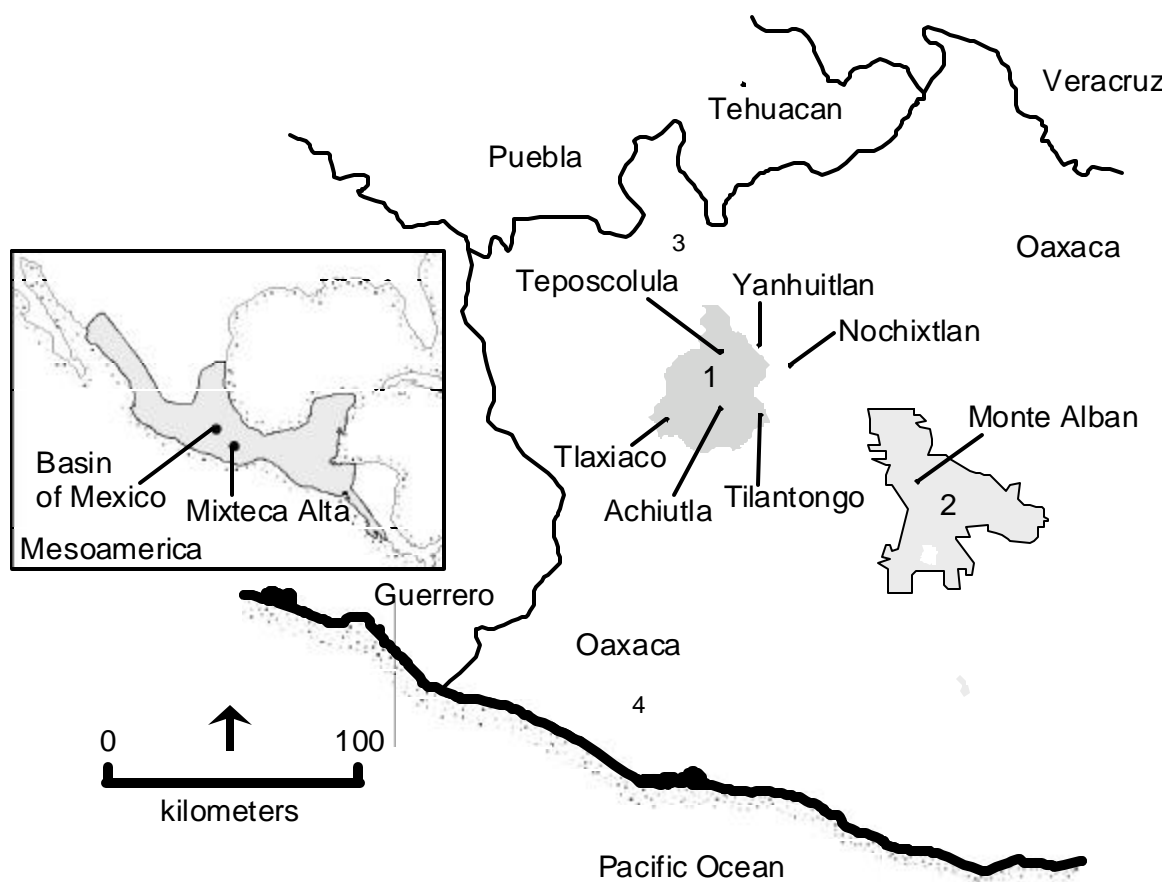 Veracruz
Tehuacan
Puebla
3
Oaxaca
Teposcolula
Yanhuitlan
Nochixtlan
1
Monte Alban
Basin
of Mexico
Mixteca Alta
Mesoamerica
Tlaxiaco
Achiutla
Tilantongo
2
Guerrero
Oaxaca
4
0
100
kilometers
Pacific Ocean